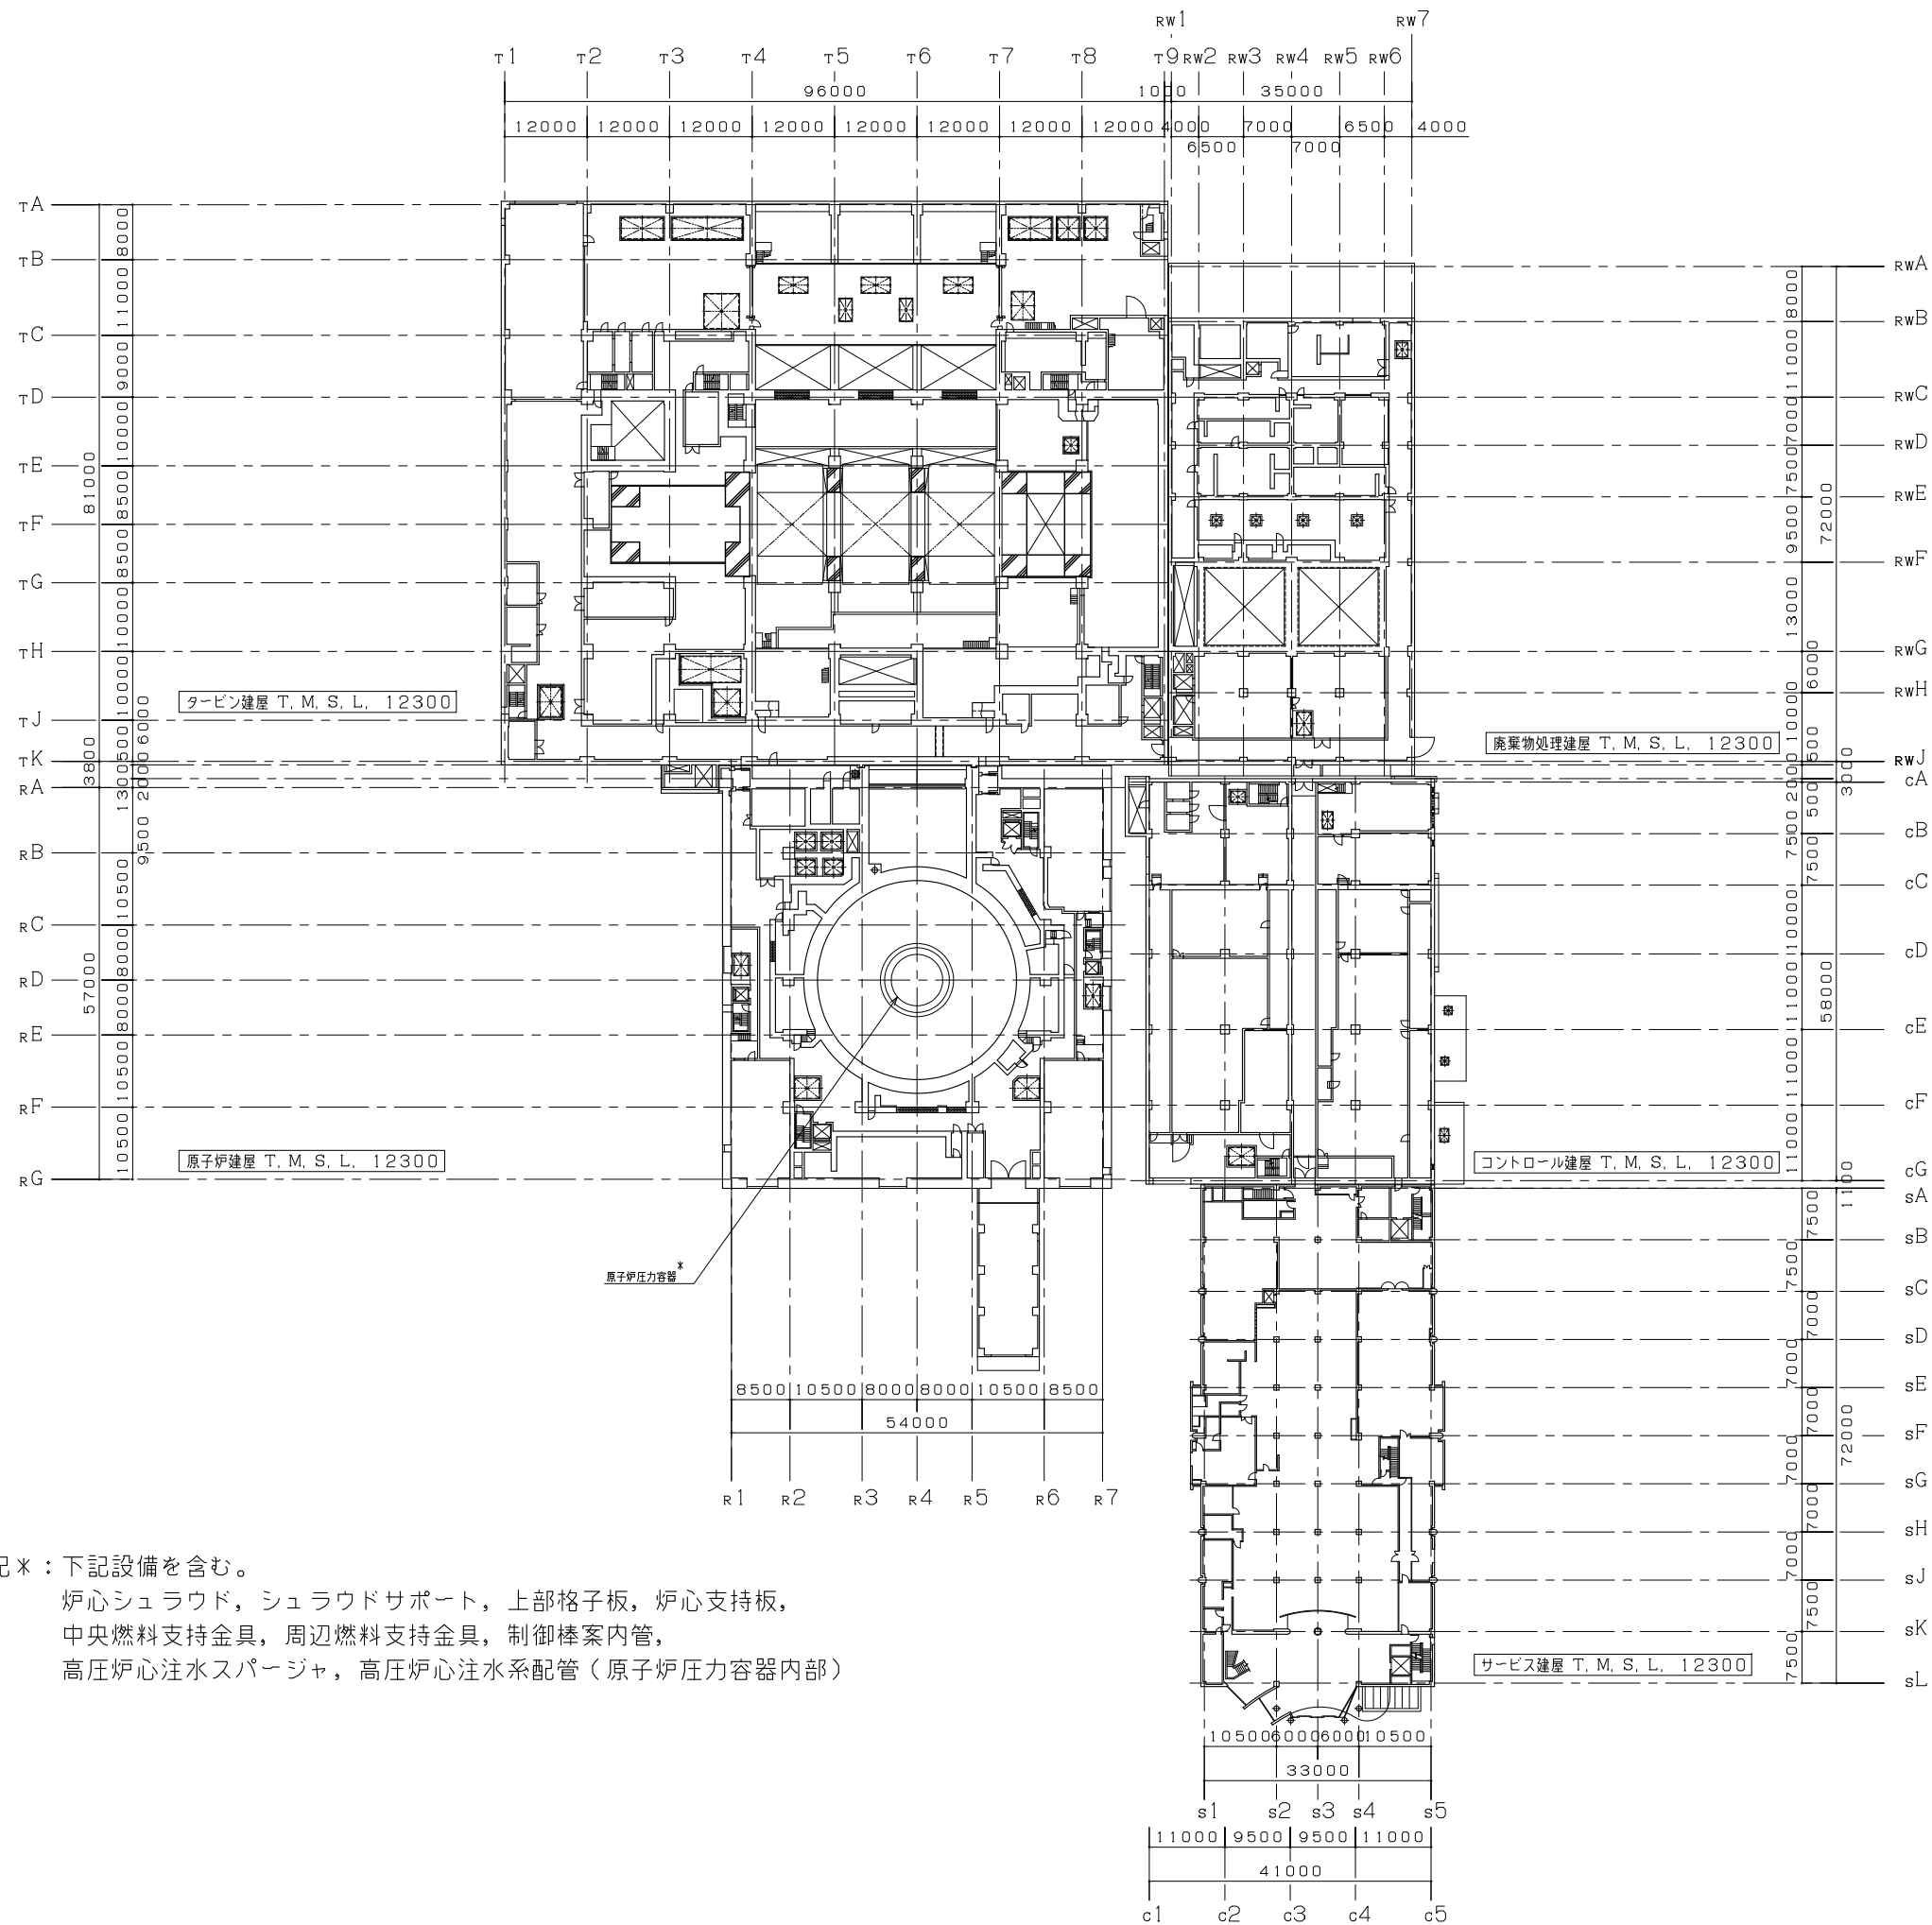 RW1 RW7
T1 T2 T3 T4 T5 T6 T7 T8 T9 RW2 RW3 RW4 RW5 RW6
96000 1000 35000
12000 12000 12000 12000 12000 12000 12000 12000 4000 7000 6500 4000
6500 7000
TA
TB
TC
TD
TE
TF
TG
TH
TJ
TK
RA
RB
RC
RD
RE
RF
RG
81000
3800
57000
8000
11000
9000
10000
8500
8500
10000
10000
6000
500
1300
2000
9500
10500
8000
8000
10500
10500
RWA
RWB
RWC
RWD
RWE
RWF
RWG
RWH
RWJ
cA
cB
cC
cD
cE
cF
cG
sA
sB
sC
sD
sE
sF
sG
sH
sJ
sK
sL
8000
11000
7000
7500
9500
13000
6000
10000
5500
2000
5500
7500
7500
10000
11000
11000
11000
72000
3000
58000
1100
7500
7500
7000
7000
7000
7000
7000
7000
7500
7500
72000
タービン建屋 T.M.S.L. 12300
廃棄物処理建屋 T.M.S.L. 12300
原子炉建屋 T.M.S.L. 12300
コントロール建屋 T.M.S.L. 12300
原子炉圧力容器*
8500 10500 8000 8000 10500 8500
54000
R1 R2 R3 R4 R5 R6 R7
記*：下記設備を含む。
炉心シュラウド，シュラウドサポート，上部格子板，炉心支持板，
中央燃料支持金具，周辺燃料支持金具，制御棒案内管，
高圧炉心注水スパージャ，高圧炉心注水系配管（原子炉圧力容器内部）
サービス建屋 T.M.S.L. 12300
10500 6000 6000 10500
33000
s1 s2 s3 s4 s5
11000 9500 9500 11000
41000
c1 c2 c3 c4 c5